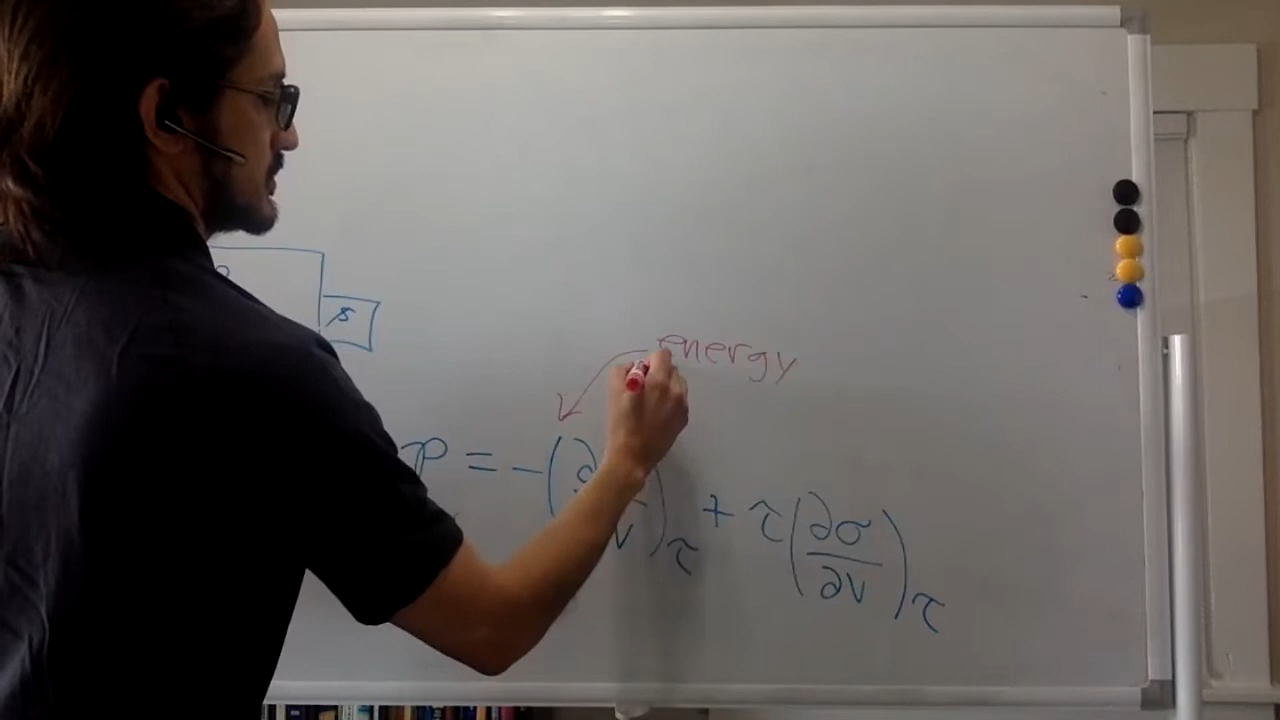 S
energy
p = -(∂ / V)τ + τ(∂σ/∂V)τ